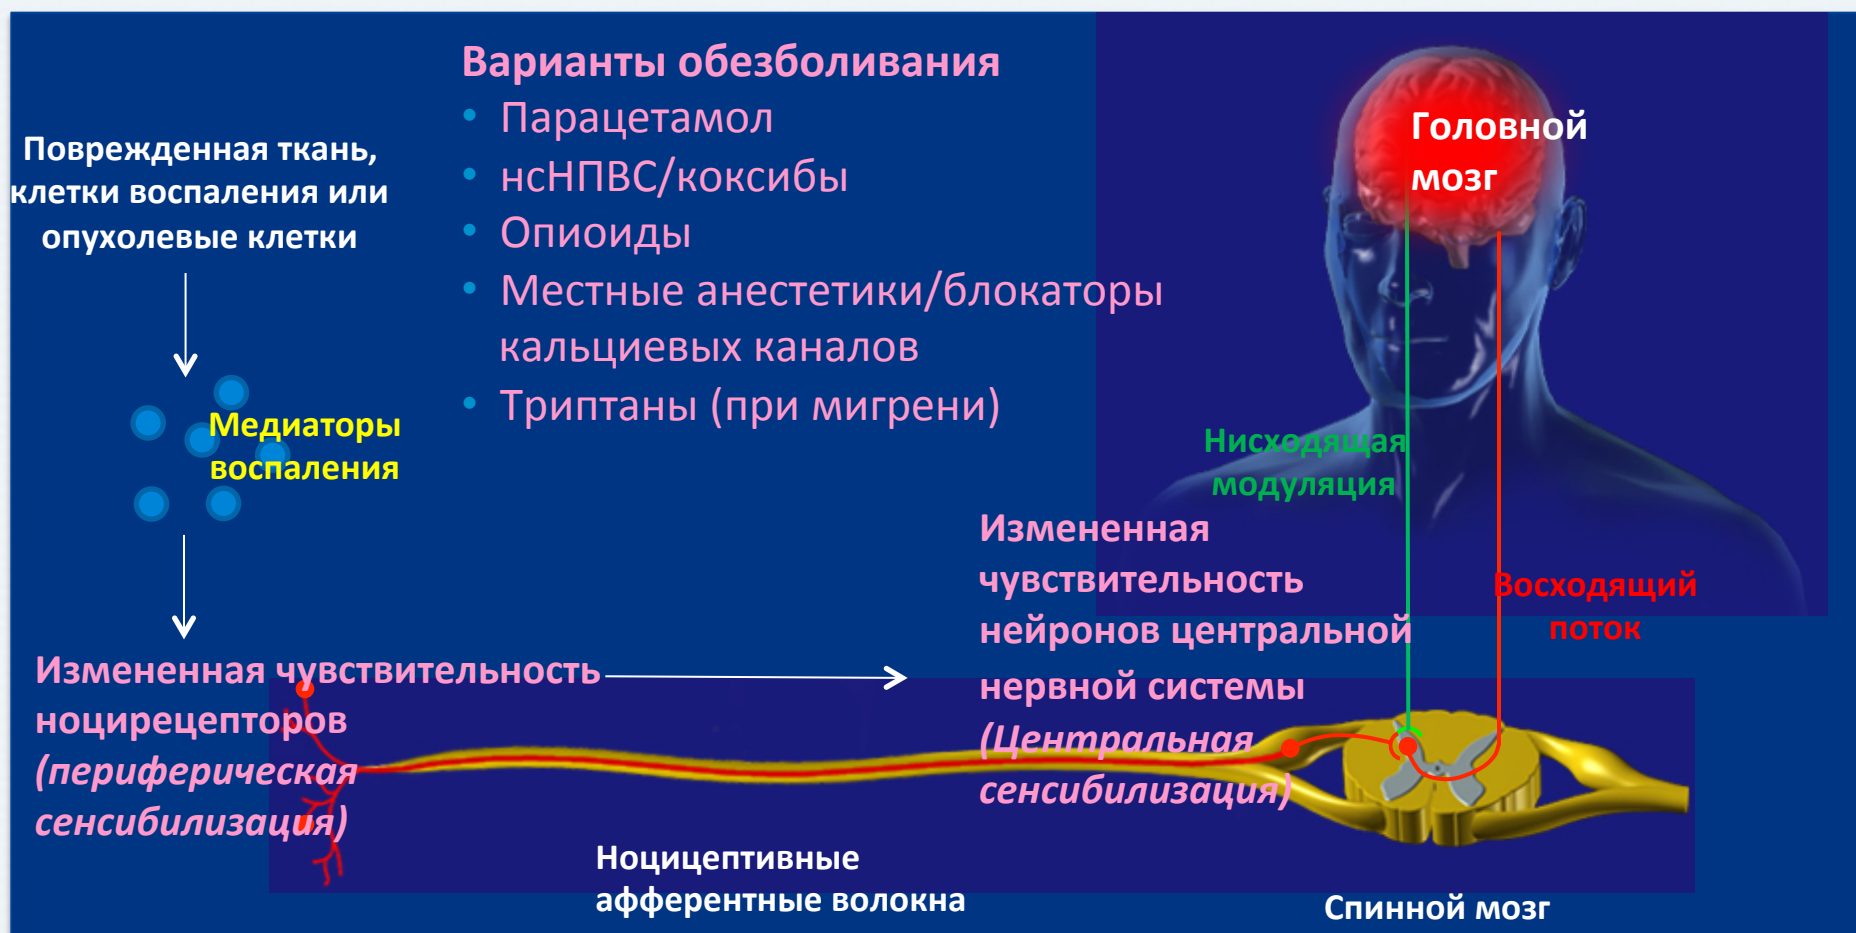 Варианты обезболивания
• Парацетамол
• нсНПВС/коксибы
• Опиоиды
• Местные анестетики/блокаторы
кальциевых каналов
• Триптаны (при мигрени)
Поврежденная ткань,
клетки воспаления или
опухолевые клетки
Медиаторы
воспаления
Измененная чувствительность
ноцирецепторов
(периферическая
сенсибилизация)
Ноцицептивные
афферентные волокна
Измененная
чувствительность
нейронов центральной
нервной системы
(Центральная
сенсибилизация)
Головной
мозг
Нисходящая
модуляция
Восходящий
поток
Спинной мозг